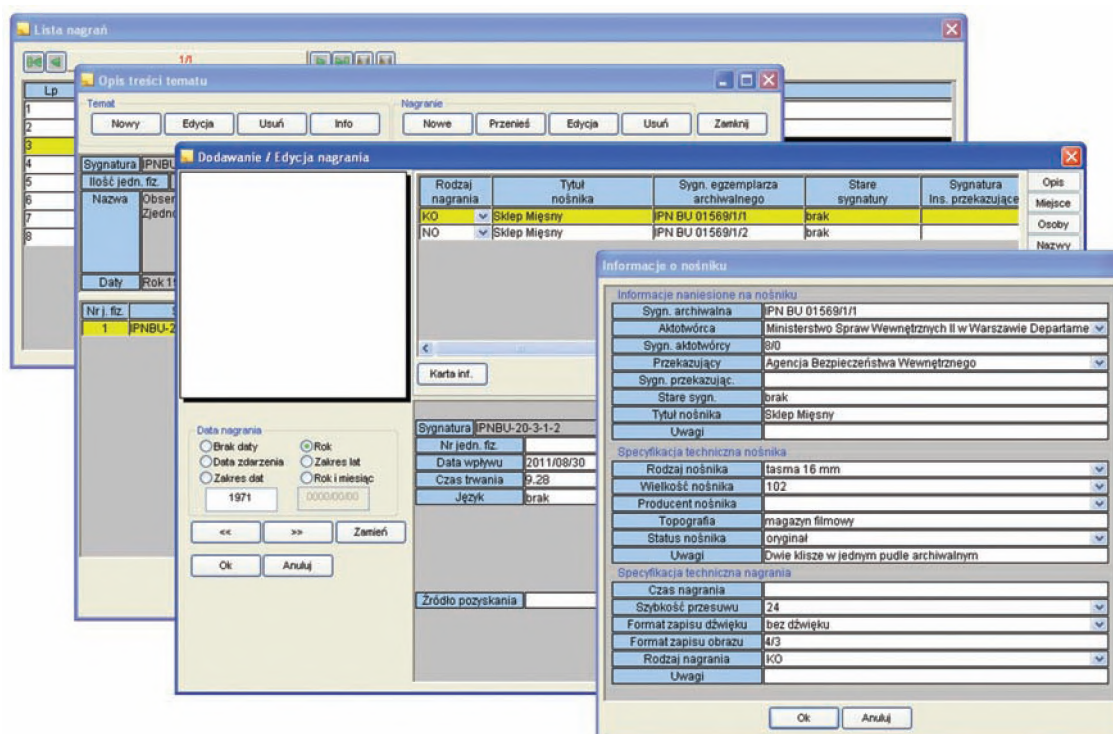 Lista nagrań
1/1
Lp
1
2
3
4
5
6
7
8
Opis treści tematu
Temat
Nowy Edycja Usuń Info
Nagranie
Nowe Przenieś Edycja Usuń Zamknij
Sygnatura IPNBU
Ilość jedn. fiz.
Nazwa Obser
Zjedno
Daty Rok 1
Nr j. fiz.
1 IPNBU-2
Dodawanie / Edycja nagrania
Rodzaj nagrania Tytuł nośnika Sygn. egzemplarza archiwalnego Stare sygnatury Sygnatura Ins. przekazujące
KO Sklep Mięsny IPN BU 01569/1/1 brak
NO Sklep Mięsny IPN BU 01569/1/2 brak
Opis
Miejsce
Osoby
Nazwy
Karta inf.
Data nagrania
Brak daty Rok
Data zdarzenia Zakres lat
Zakres dat Rok i miesiąc
1971 0000/00/00
<< >> Zamień
Ok Anuluj
Sygnatura IPNBU-20-3-1-2
Nr jedn. fiz.
Data wpływu 2011/08/30
Czas trwania 9.28
Język brak
Źródło pozyskania
Informacje o nośniku
Informacje naniesione na nośniku
Sygn. archiwalna IPN BU 01569/1/1
Aktotwórca Ministerstwo Spraw Wewnętrznych II w Warszawie Departame
Sygn. aktotwórcy 8/0
Przekazujący Agencja Bezpieczeństwa Wewnętrznego
Sygn. przekazując.
Stare sygn. brak
Tytuł nośnika Sklep Mięsny
Uwagi
Specyfikacja techniczna nośnika
Rodzaj nośnika tasma 16 mm
Wielkość nośnika 102
Producent nośnika
Topografia magazyn filmowy
Status nośnika oryginał
Uwagi Dwie klisze w jednym pudle archiwalnym
Specyfikacja techniczna nagrania
Czas nagrania
Szybkość przesuwu 24
Format zapisu dźwięku bez dźwięku
Format zapisu obrazu 4/3
Rodzaj nagrania KO
Uwagi
Ok Anuluj